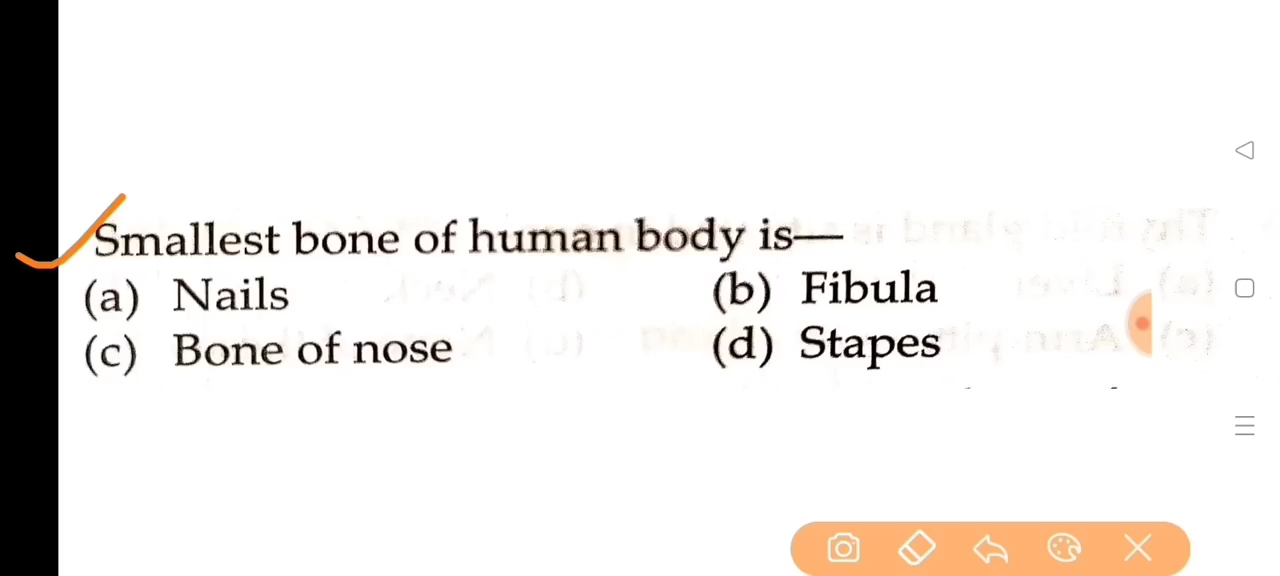 Smallest bone of human body is—
(a) Nails (b) Fibula
(c) Bone of nose (d) Stapes